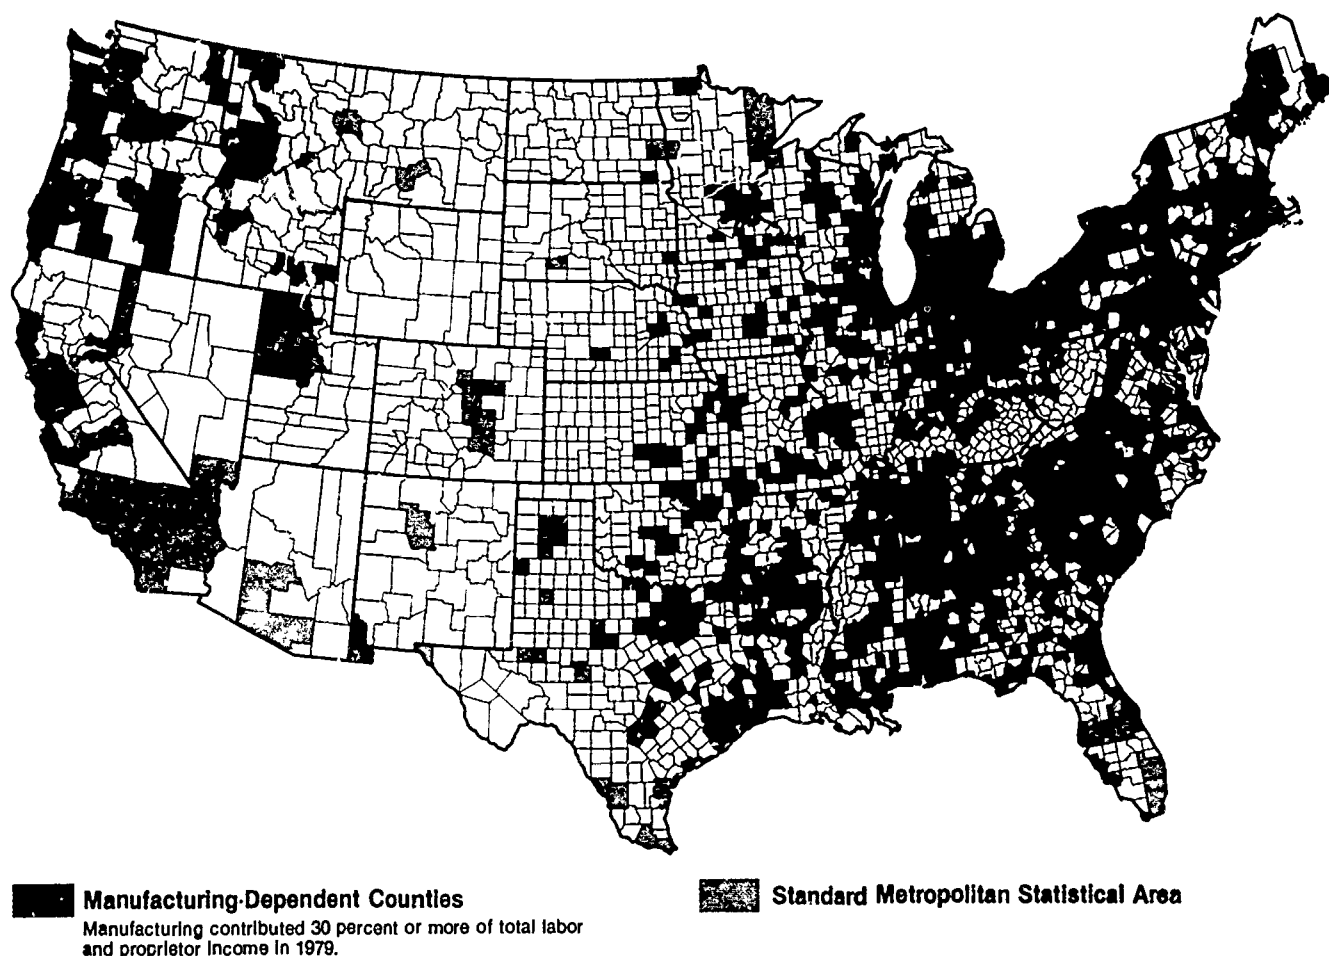 Manufacturing-Dependent Counties
Manufacturing contributed 30 percent or more of total labor
and proprietor income in 1979.
Standard Metropolitan Statistical Area